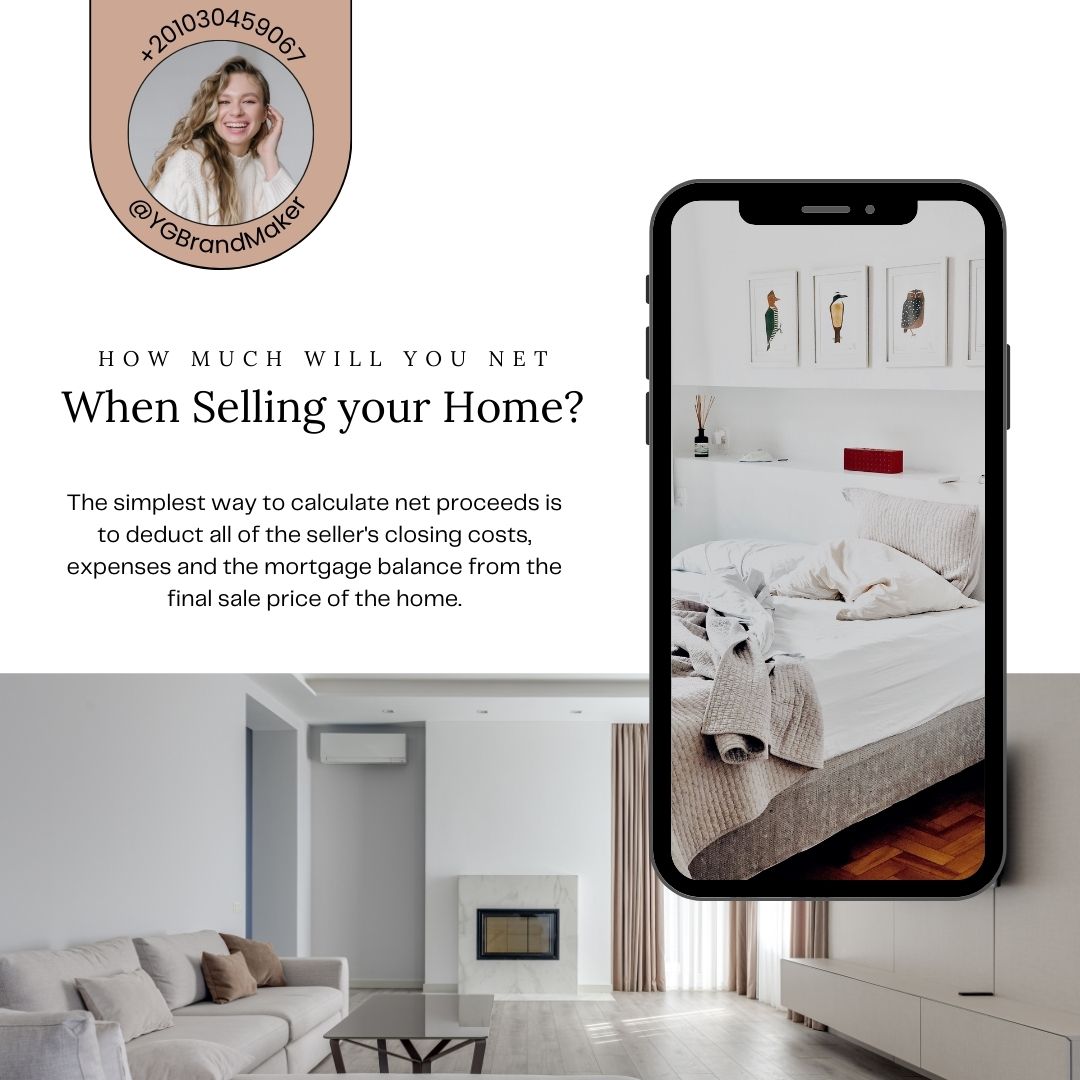 +201030459067
@YGBrandMaker
HOW MUCH WILL YOU NET
When Selling your Home?
The simplest way to calculate net proceeds is
to deduct all of the seller's closing costs,
expenses and the mortgage balance from the
final sale price of the home.